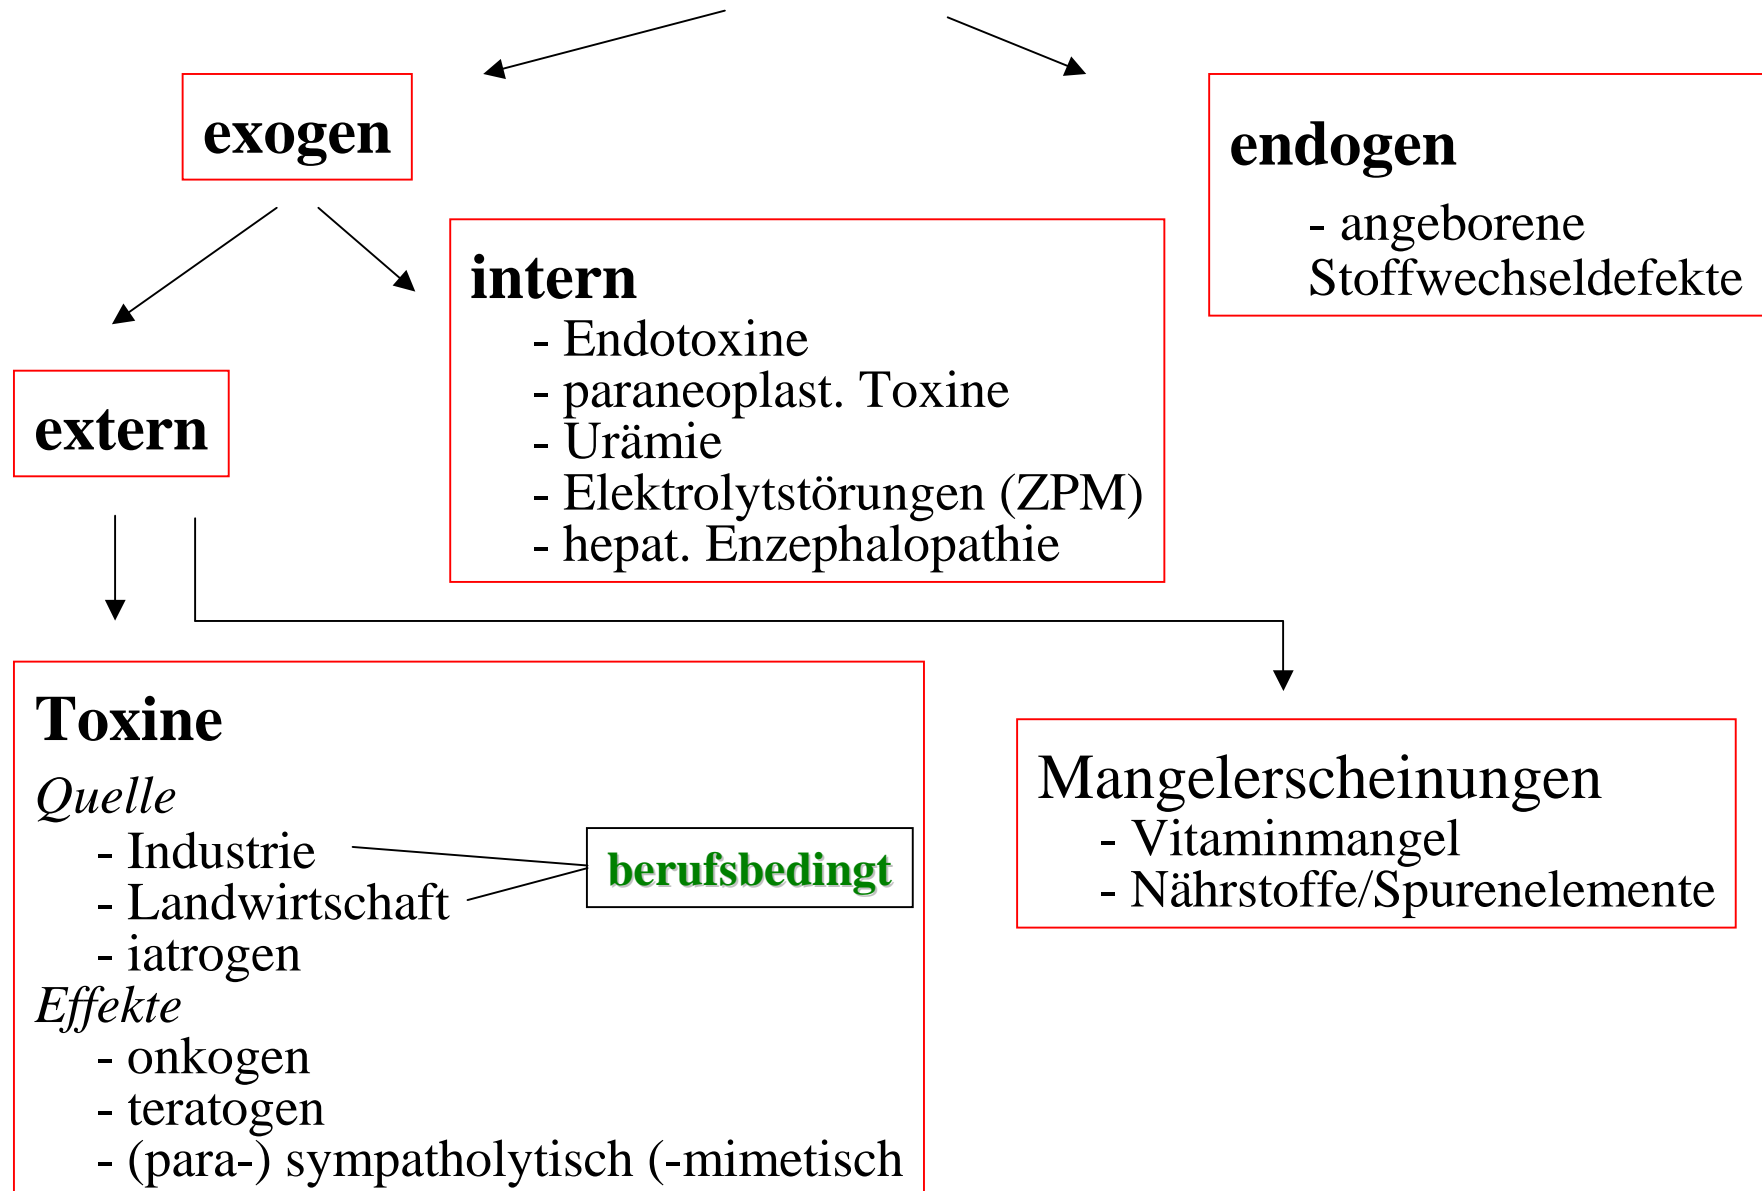 exogen
endogen
- angeborene
Stoffwechseldefekte
intern
- Endotoxine
- paraneoplast. Toxine
- Urämie
- Elektrolytstörungen (ZPM)
- hepat. Enzephalopathie
extern
Toxine
Quelle
- Industrie
- Landwirtschaft
- iatrogen
berufsbedingt
Effekte
- onkogen
- teratogen
- (para-) sympatholytisch (-mimetisch
Mangelerscheinungen
- Vitaminmangel
- Nährstoffe/Spurenelemente